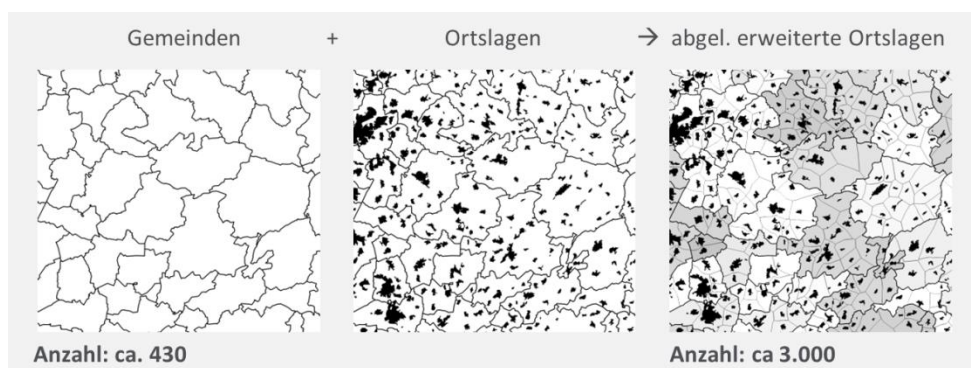 Gemeinden + Ortslagen → abgel. erweiterte Ortslagen
Anzahl: ca. 430 Anzahl: ca 3.000